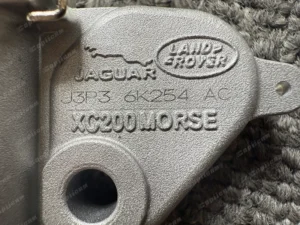 JAGUAR
LAND ROVER
J3P3 6K254 AC
XC200MORSE